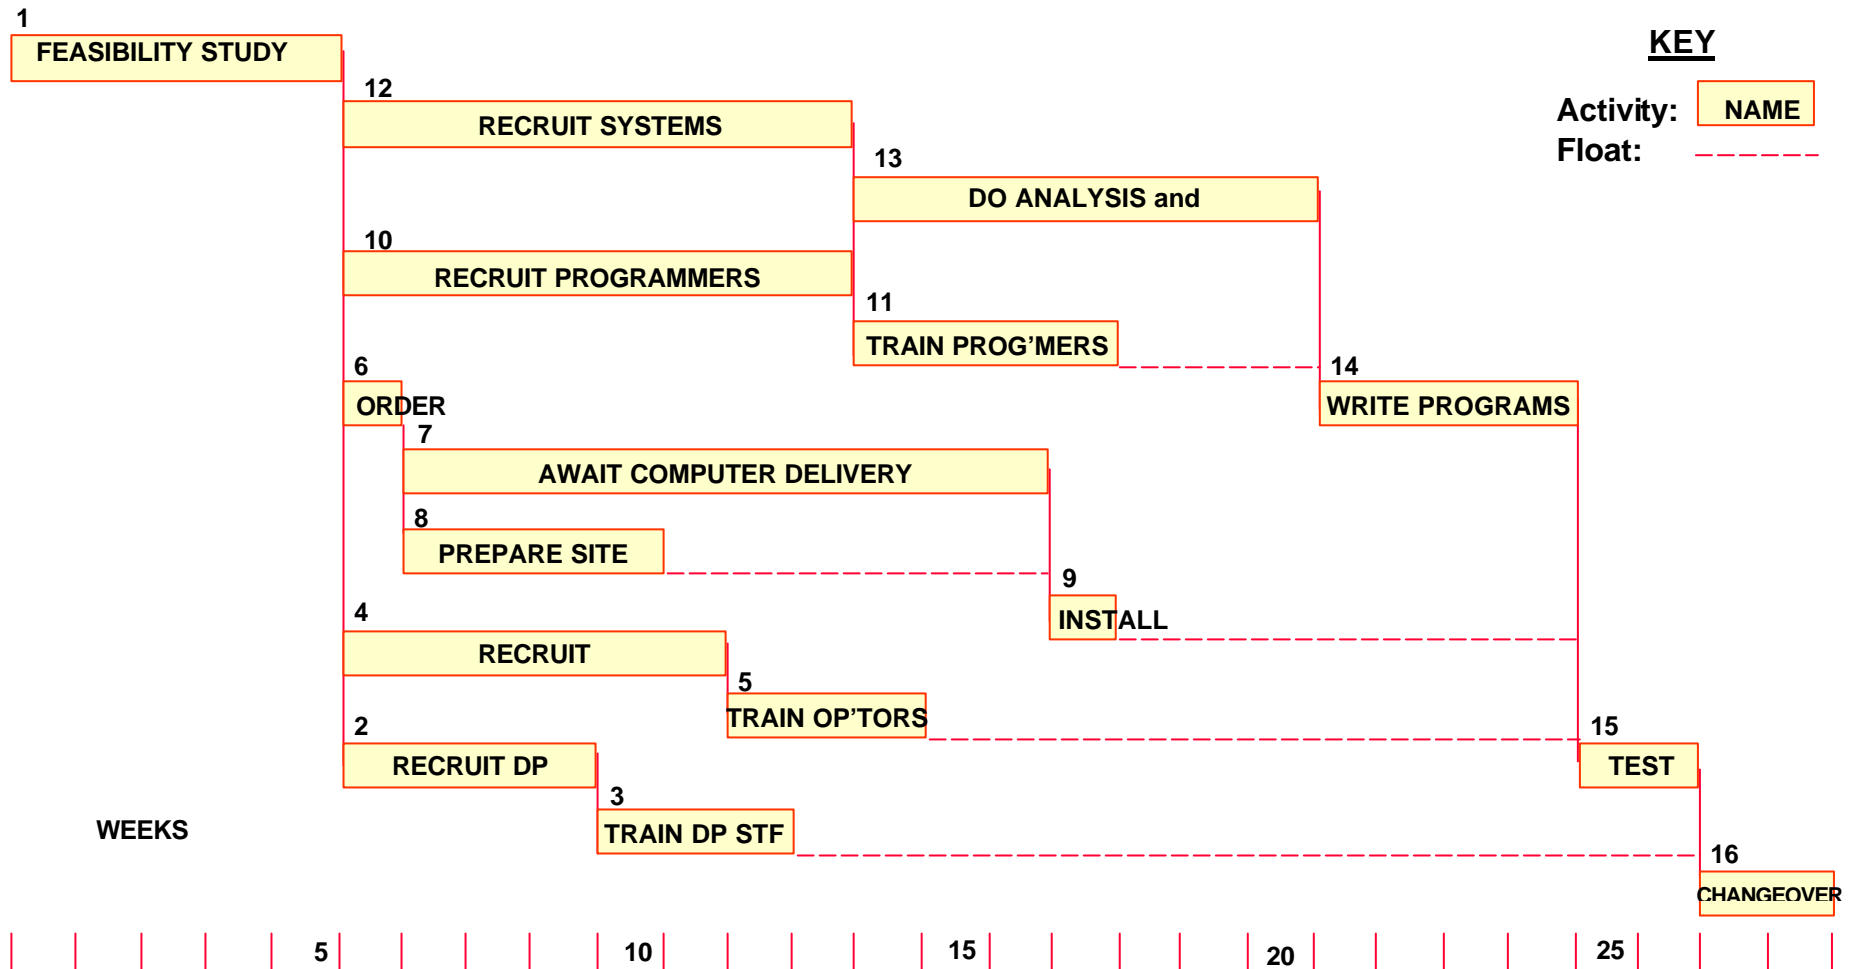 1
FEASIBILITY STUDY
KEY
Activity: NAME
Float:
12
RECRUIT SYSTEMS
13
DO ANALYSIS and
10
RECRUIT PROGRAMMERS
11
TRAIN PROG’MERS
6
ORDER
14
WRITE PROGRAMS
7
AWAIT COMPUTER DELIVERY
8
PREPARE SITE
9
INSTALL
4
RECRUIT
5
TRAIN OP’TORS
2
RECRUIT DP
15
TEST
3
TRAIN DP STF
WEEKS
16
CHANGEOVER
5 10 15 20 25